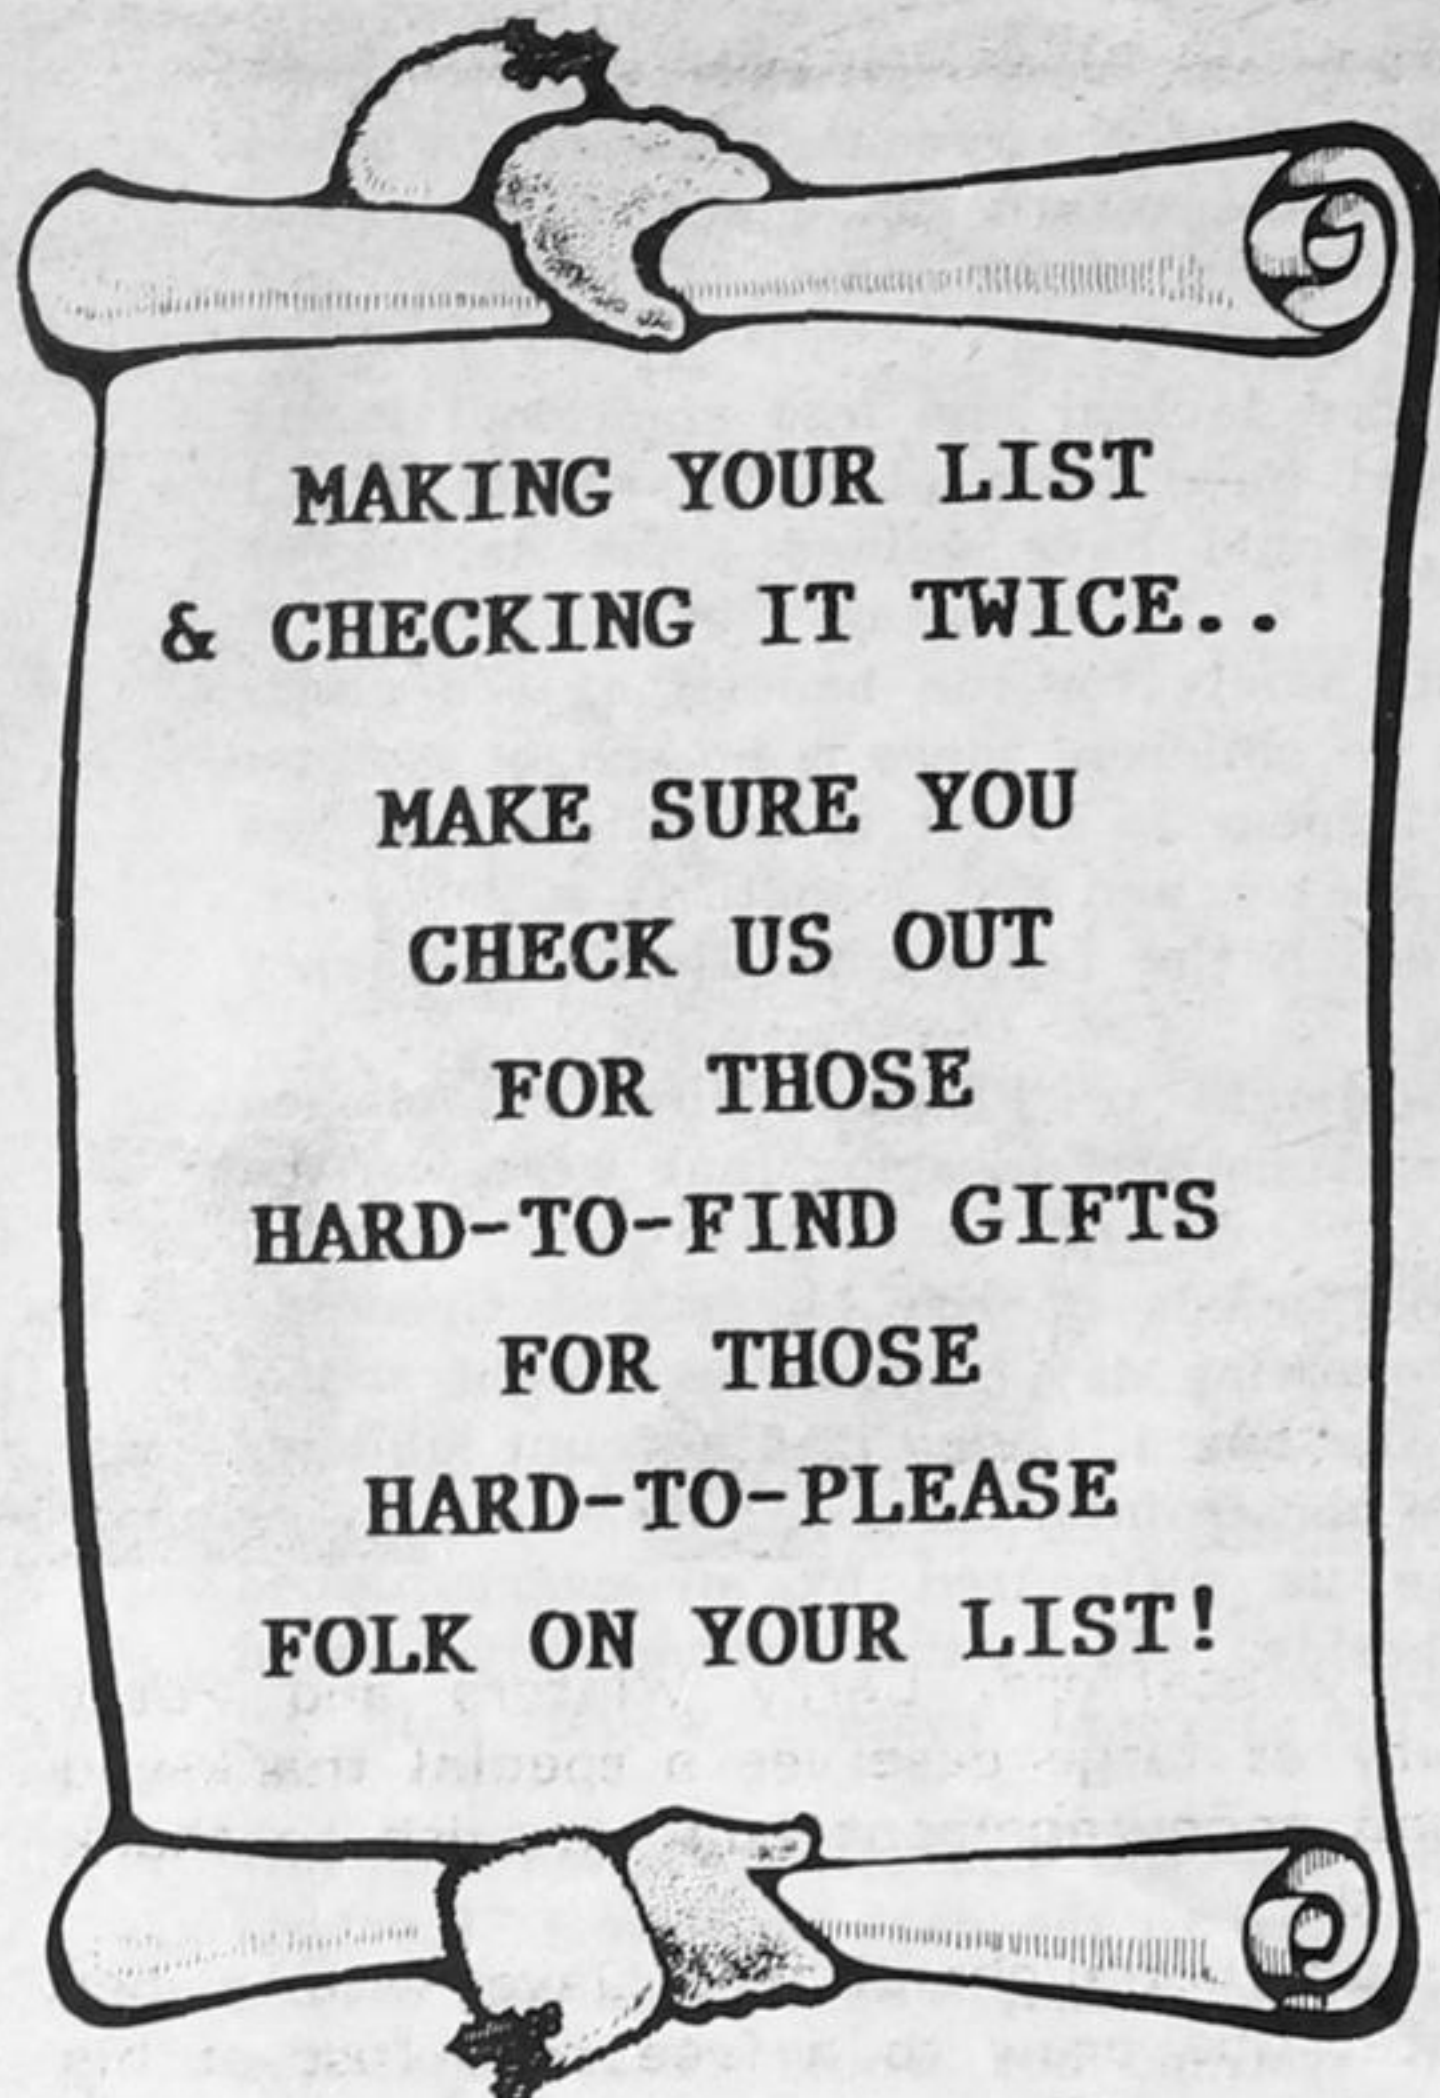 MAKING YOUR LIST
& CHECKING IT TWICE..
MAKE SURE YOU
CHECK US OUT
FOR THOSE
HARD-TO-FIND GIFTS
FOR THOSE
HARD-TO-PLEASE
FOLK ON YOUR LIST!